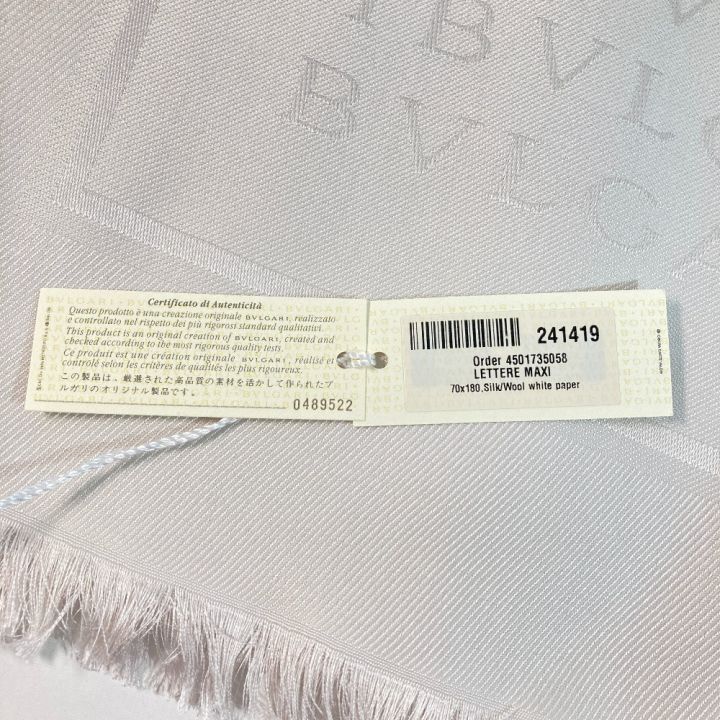 BVLG
BVLG
Certificato di Autenticità
Questo prodotto è una creazione originale BVLGARI, realizzato
e controllato nel rispetto dei più rigorosi standard qualitativi.
This product is an original creation of BVLGARI, created and
checked according to the most rigorous quality tests.
Ce produit est une création originale BVLGARI, réalisé et
contrôlé selon les critères de qualités les plus rigoureux.
この製品は、厳選された高品質の素材を活かして作られたブ
ルガリのオリジナル製品です。
0489522
241419
Order 4501735058
LETTERE MAXI
70x180,Silk/Wool white paper